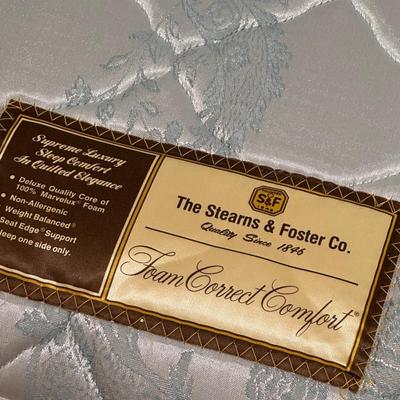 Supreme Luxury
Sleep Comfort
In Quilted Elegance
• Deluxe Quality Core of
100% Marvelux® Foam
• Non-Allergenic
Weight Balanced®
Seat Edge® Support
leep one side only.
S&F
The Stearns & Foster Co.
Quality Since 1846
Foam Correct Comfort®